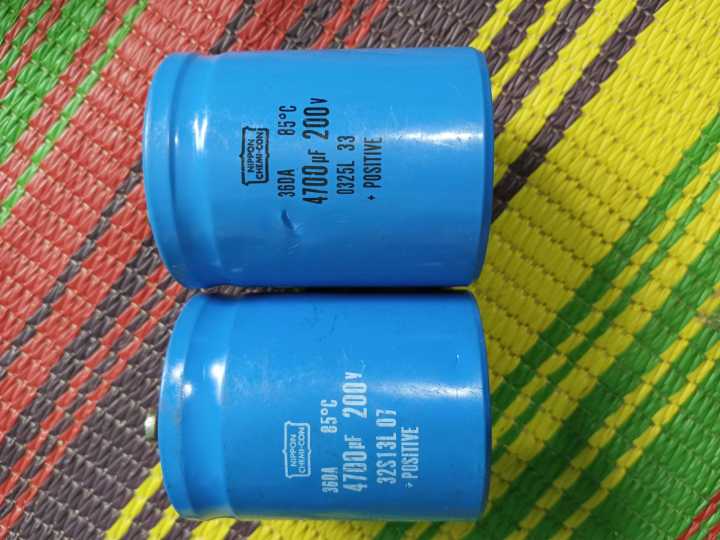 NIPPON
CHEMI-CON
36DA 85°C
4700µF 200V
0325L 33
+ POSITIVE
NIPPON
CHEMI-CON
36DA 85°C
4700µF 200V
32S13L 07
+ POSITIVE